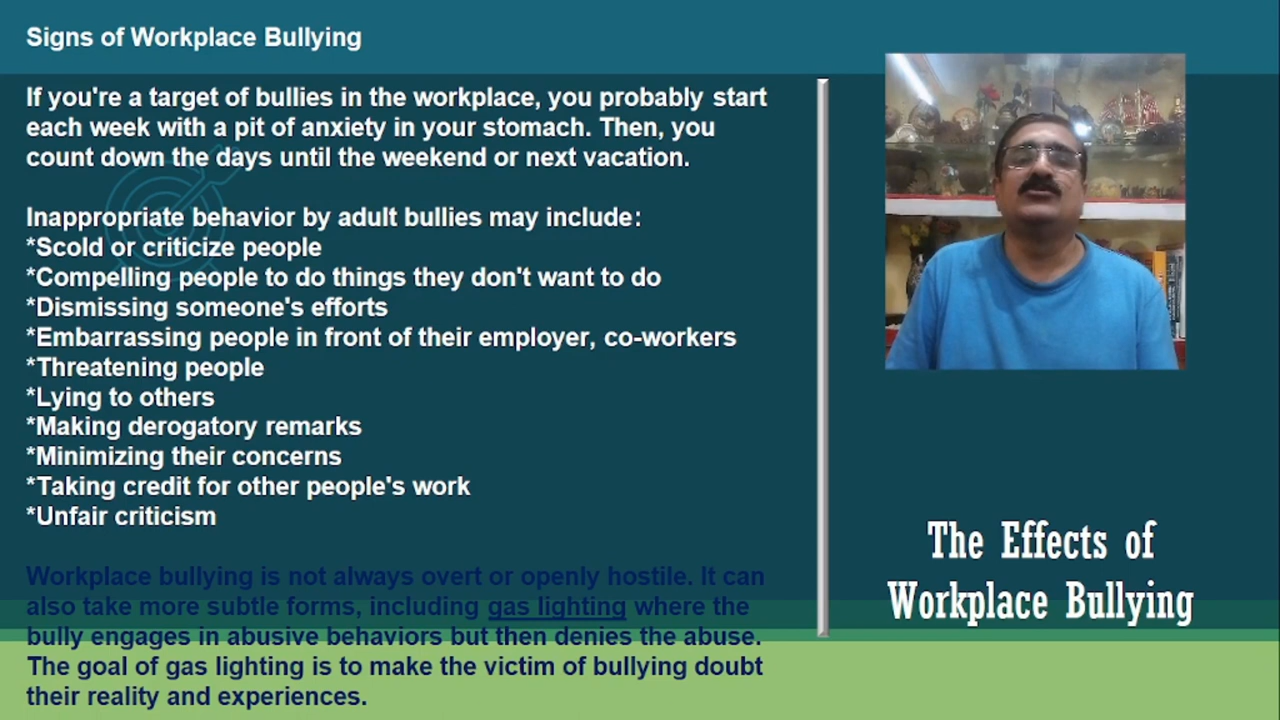 Signs of Workplace Bullying
If you're a target of bullies in the workplace, you probably start
each week with a pit of anxiety in your stomach. Then, you
count down the days until the weekend or next vacation.
Inappropriate behavior by adult bullies may include:
*Scold or criticize people
*Compelling people to do things they don't want to do
*Dismissing someone's efforts
*Embarrassing people in front of their employer, co-workers
*Threatening people
*Lying to others
*Making derogatory remarks
*Minimizing their concerns
*Taking credit for other people's work
*Unfair criticism
Workplace bullying is not always overt or openly hostile. It can
also take more subtle forms, including gas lighting where the
bully engages in abusive behaviors but then denies the abuse.
The goal of gas lighting is to make the victim of bullying doubt
their reality and experiences.
The Effects of
Workplace Bullying